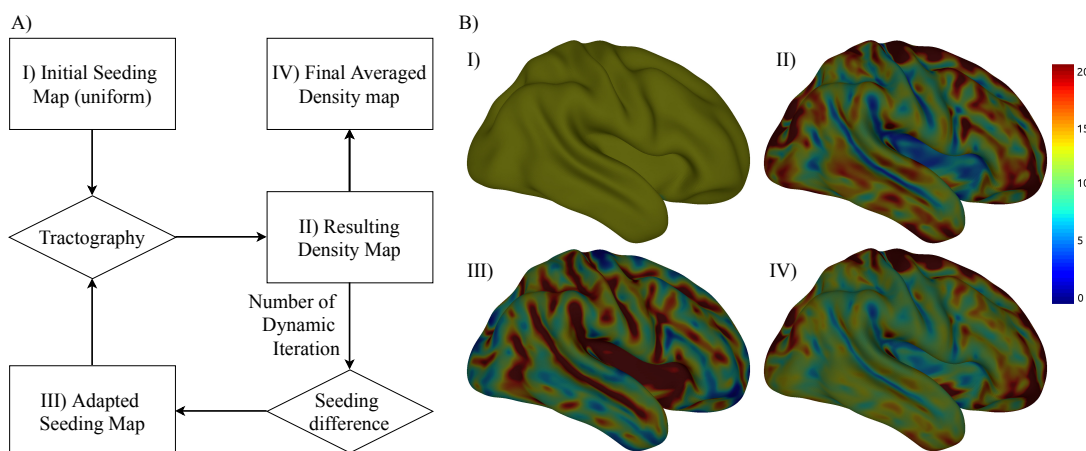 A)
I) Initial Seeding
Map (uniform)
IV) Final Averaged
Density map
Tractography
II) Resulting
Density Map
Number of
Dynamic
Iteration
III) Adapted
Seeding Map
Seeding
difference
B)
I)
II)
III)
IV)
20
15
10
5
0